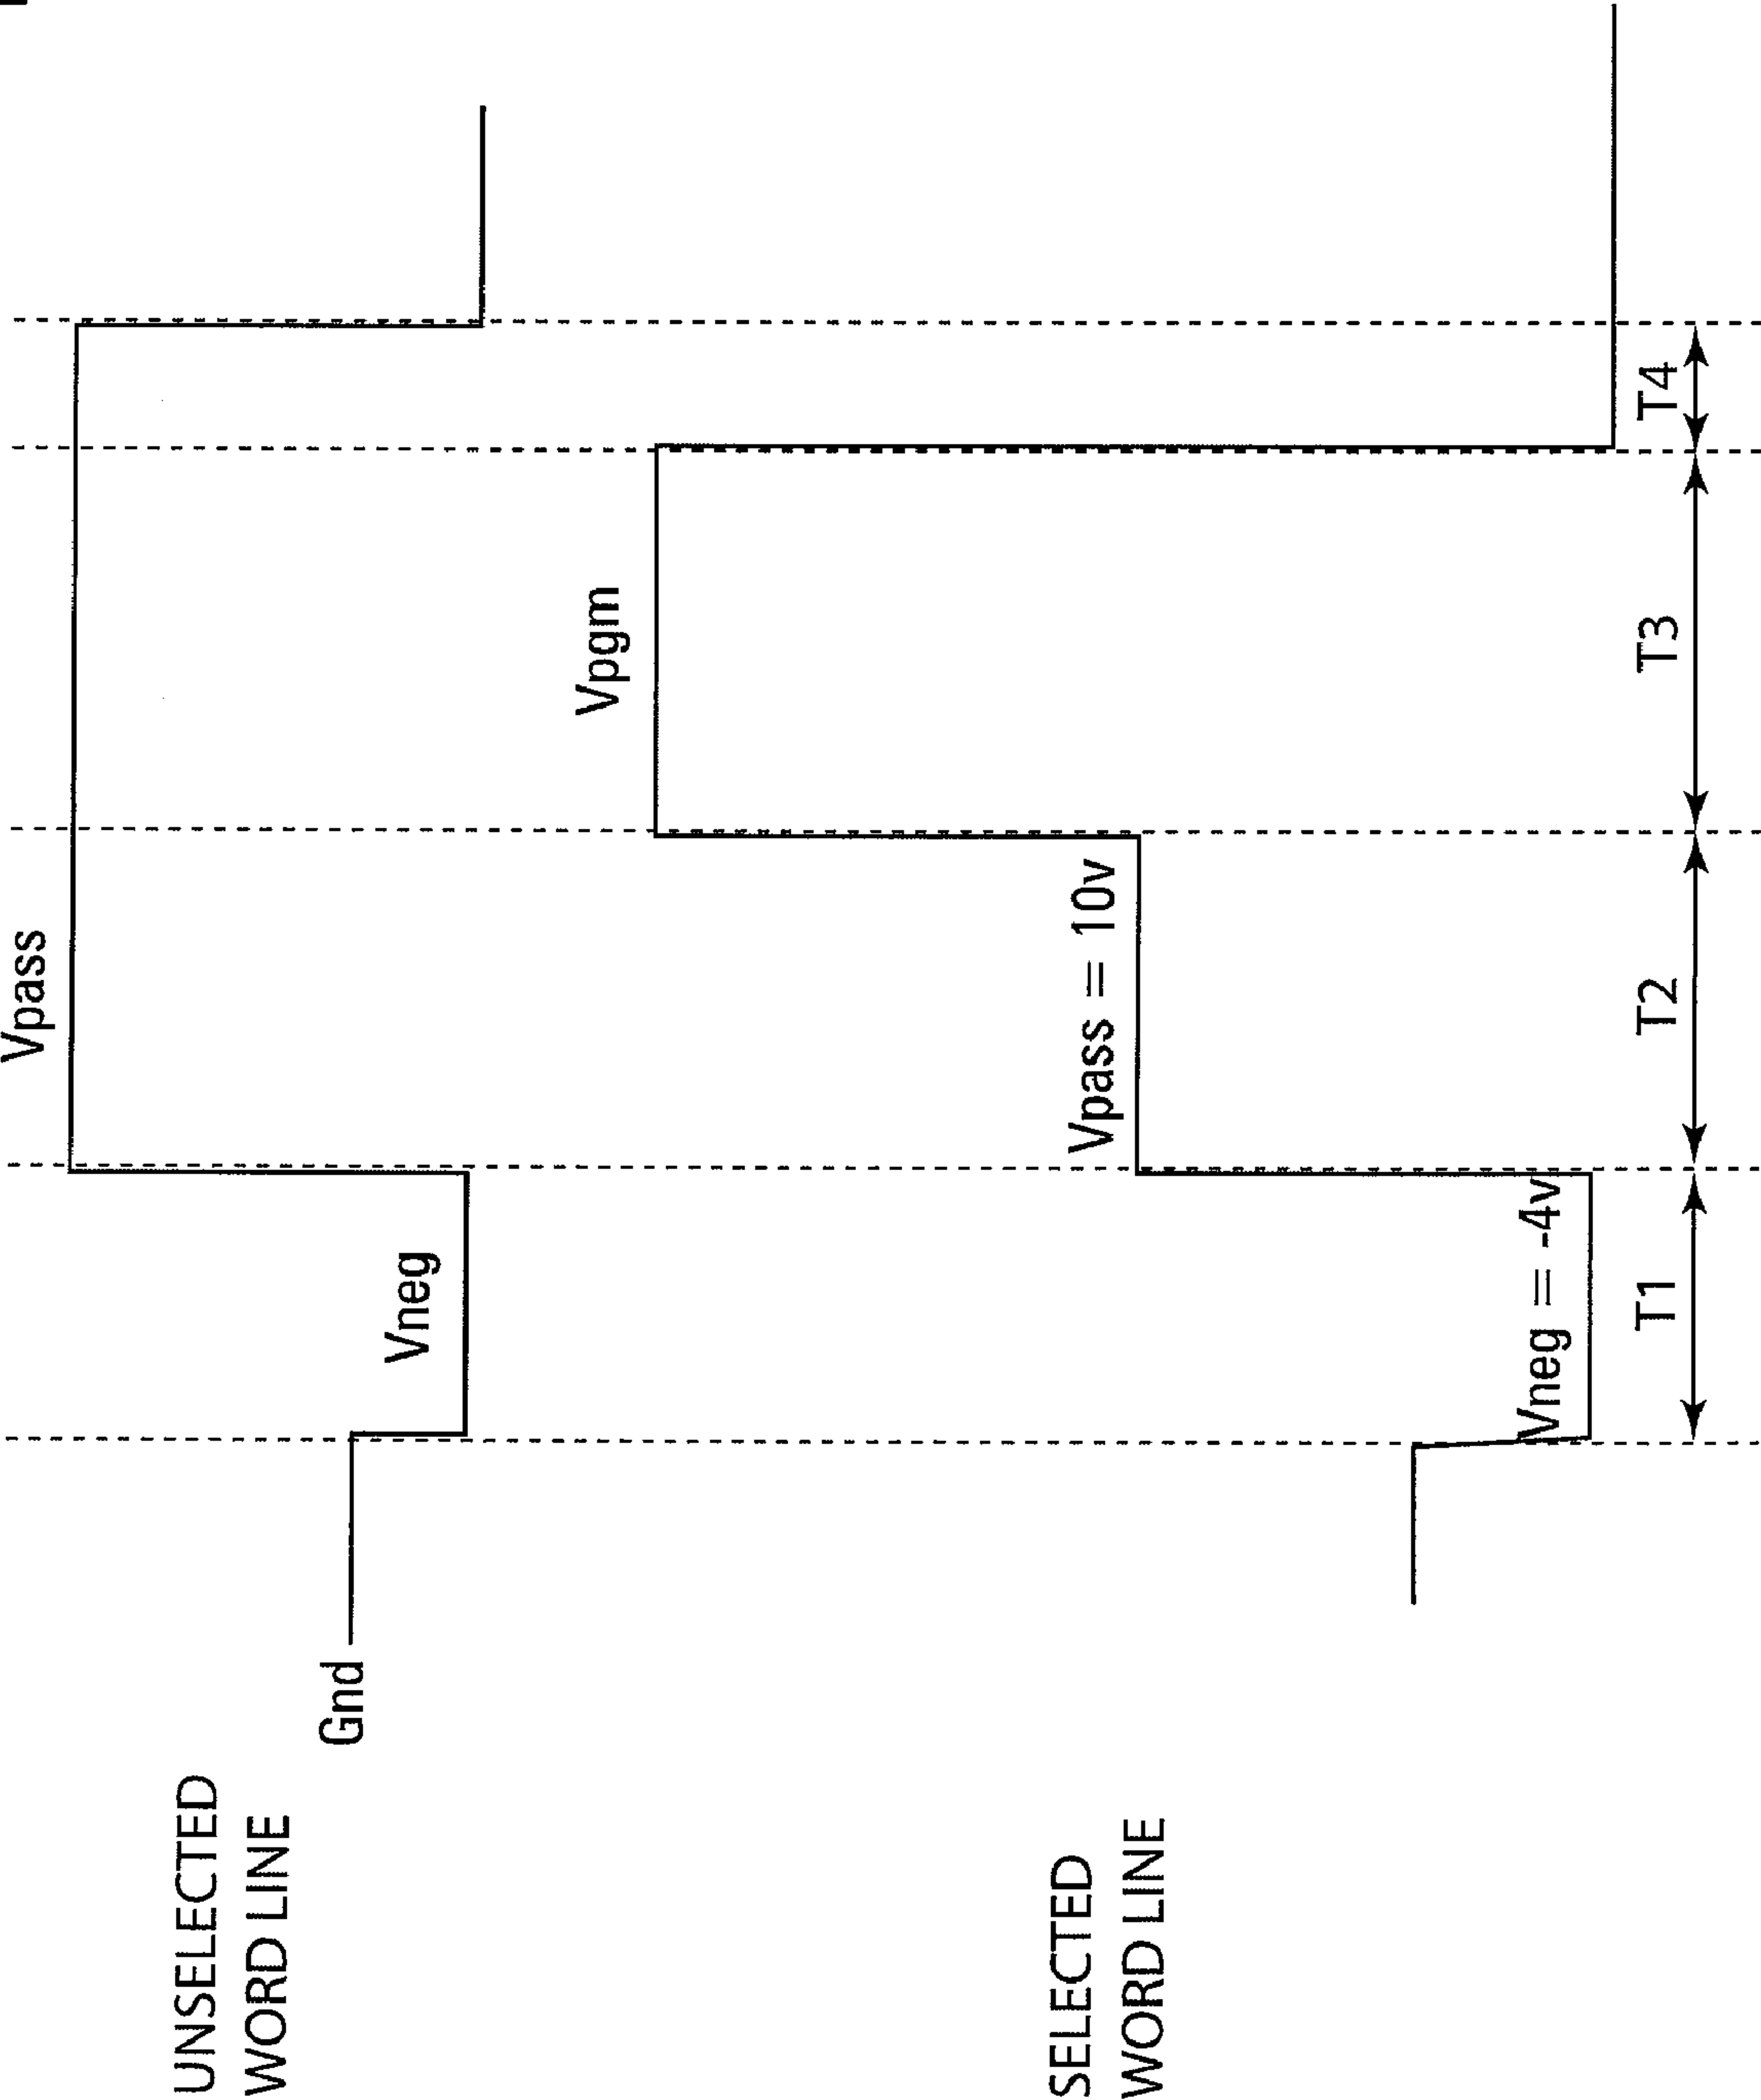 UNSELECTED
WORD LINE
Gnd
Vneg
Vpass
SELECTED
WORD LINE
Vneg = -4v
Vpass = 10v
Vpgm
T1
T2
T3
T4